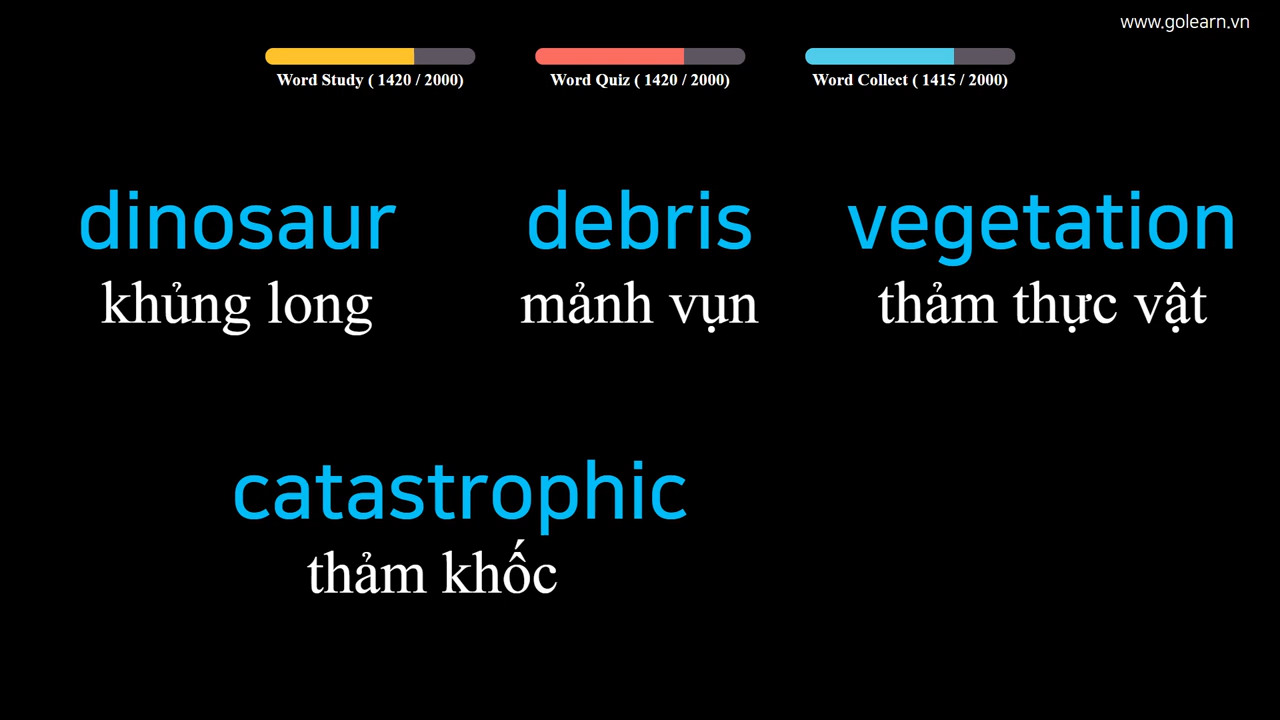 www.golearn.vn
Word Study ( 1420 / 2000) Word Quiz ( 1420 / 2000) Word Collect ( 1415 / 2000)
dinosaur debris vegetation
khủng long mảnh vụn thảm thực vật
catastrophic
thảm khốc